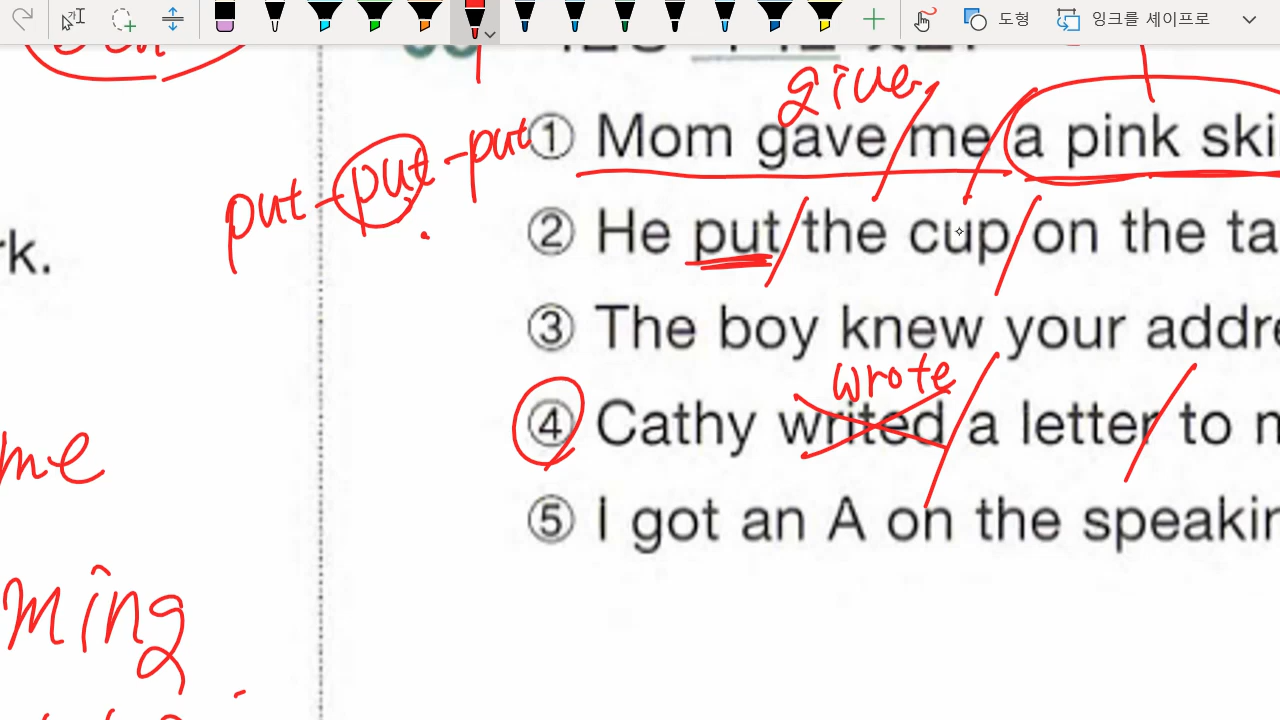 도형 잉크를 셰이프로
give
① Mom gave me a pink ski
put-put-put
② He put the cup on the ta
rk.
③ The boy knew your addre
wrote
④ Cathy writed a letter to m
me
⑤ I got an A on the speakin
ming